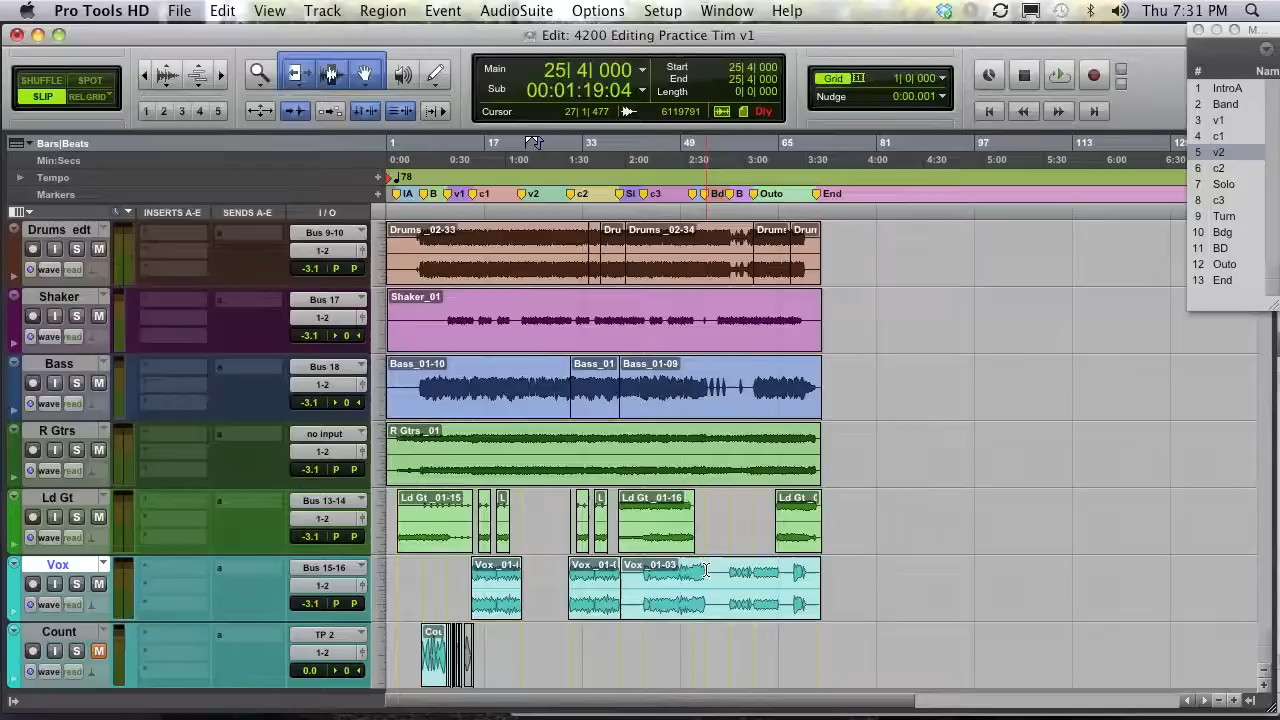 Pro Tools HD File Edit View Track Region Event AudioSuite Options Setup Window Help Thu 7:31 PM
Edit: 4200 Editing Practice Tim v1
M...
SHUFFLE SPOT
SLIP REL GRID
1 2 3 4 5
Main 25| 4| 000
Sub 00:01:19:04
Start 25| 4| 000
End 25| 4| 000
Length 0| 0| 000
Cursor 27| 1| 477 6119791 Dly
Grid 1| 0| 000
Nudge 0:00.001
# Nam
1 IntroA
2 Band
3 v1
4 c1
5 v2
6 c2
7 Solo
8 c3
9 Turn
10 Bdg
11 BD
12 Outo
13 End
Bars|Beats 1 17 33 49 65 81 97 113 12
Min:Secs 0:00 0:30 1:00 1:30 2:00 2:30 3:00 3:30 4:00 4:30 5:00 5:30 6:0
Tempo + 78
Markers + IA B v1 c1 v2 c2 Sl c3 Bd B Outo End
INSERTS A-E SENDS A-E I / O
Drums edt Bus 9-10 Drums _02-33 Dru Drums _02-34 Drums Drum
I S M 1-2
wave read -3.1 P P
Shaker a Bus 17 Shaker_01
I S M 1-2
wave read -3.1 0
Bass a Bus 18 Bass_01-10 Bass_01 Bass_01-09
I S M 1-2
wave read -3.1 0
R Gtrs a no input R Gtrs _01
I S M 1-2
wave read -3.1 P P
Ld Gt a Bus 13-14 Ld Gt _01-15 L L Ld Gt _01-16 Ld Gt _0
I S M 1-2
wave read -3.1 P P
Vox a Bus 15-16 Vox _01-0 Vox _01-0 Vox _01-03
I S M 1-2
wave read -3.1 P P
Count a TP 2 Cou
I S M 1-2
wave read 0.0 0